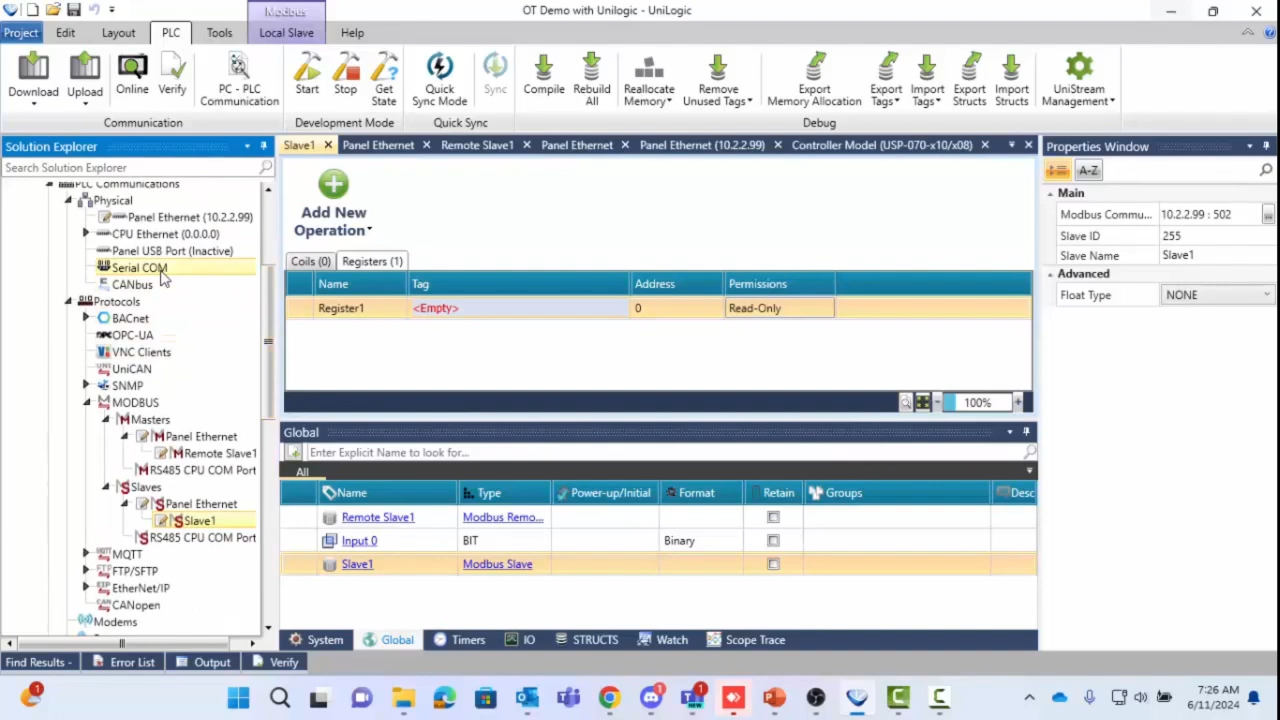 OT Demo with Unilogic - UniLogic
Modbus
Project Edit Layout PLC Tools Local Slave Help
Download Upload Online Verify PC - PLC Communication
Start Stop Get State
Quick Sync Mode Sync
Compile Rebuild All Reallocate Memory Remove Unused Tags Export Memory Allocation Export Tags Import Tags Export Structs Import Structs UniStream Management
Communication Development Mode Quick Sync Debug
Solution Explorer
Search Solution Explorer
PLC Communications
Physical
Panel Ethernet (10.2.2.99)
CPU Ethernet (0.0.0.0)
Panel USB Port (Inactive)
Serial COM
CANbus
Protocols
BACnet
OPC-UA
VNC Clients
UniCAN
SNMP
MODBUS
Masters
Panel Ethernet
Remote Slave1
RS485 CPU COM Port
Slaves
Panel Ethernet
Slave1
RS485 CPU COM Port
MQTT
FTP/SFTP
EtherNet/IP
CANopen
Modems
Slave1 Panel Ethernet Remote Slave1 Panel Ethernet Panel Ethernet (10.2.2.99) Controller Model (USP-070-x10/x08)
Add New
Operation
Coils (0) Registers (1)
Name Tag Address Permissions
Register1 <Empty> 0 Read-Only
100%
Global
Enter Explicit Name to look for...
All
Name Type Power-up/Initial Format Retain Groups Desc
Remote Slave1 Modbus Remo...
Input 0 BIT Binary
Slave1 Modbus Slave
System Global Timers IO STRUCTS Watch Scope Trace
Properties Window
A-Z
Main
Modbus Commu... 10.2.2.99 : 502
Slave ID 255
Slave Name Slave1
Advanced
Float Type NONE
Find Results - Error List Output Verify
1
1
NEW
7:26 AM
6/11/2024